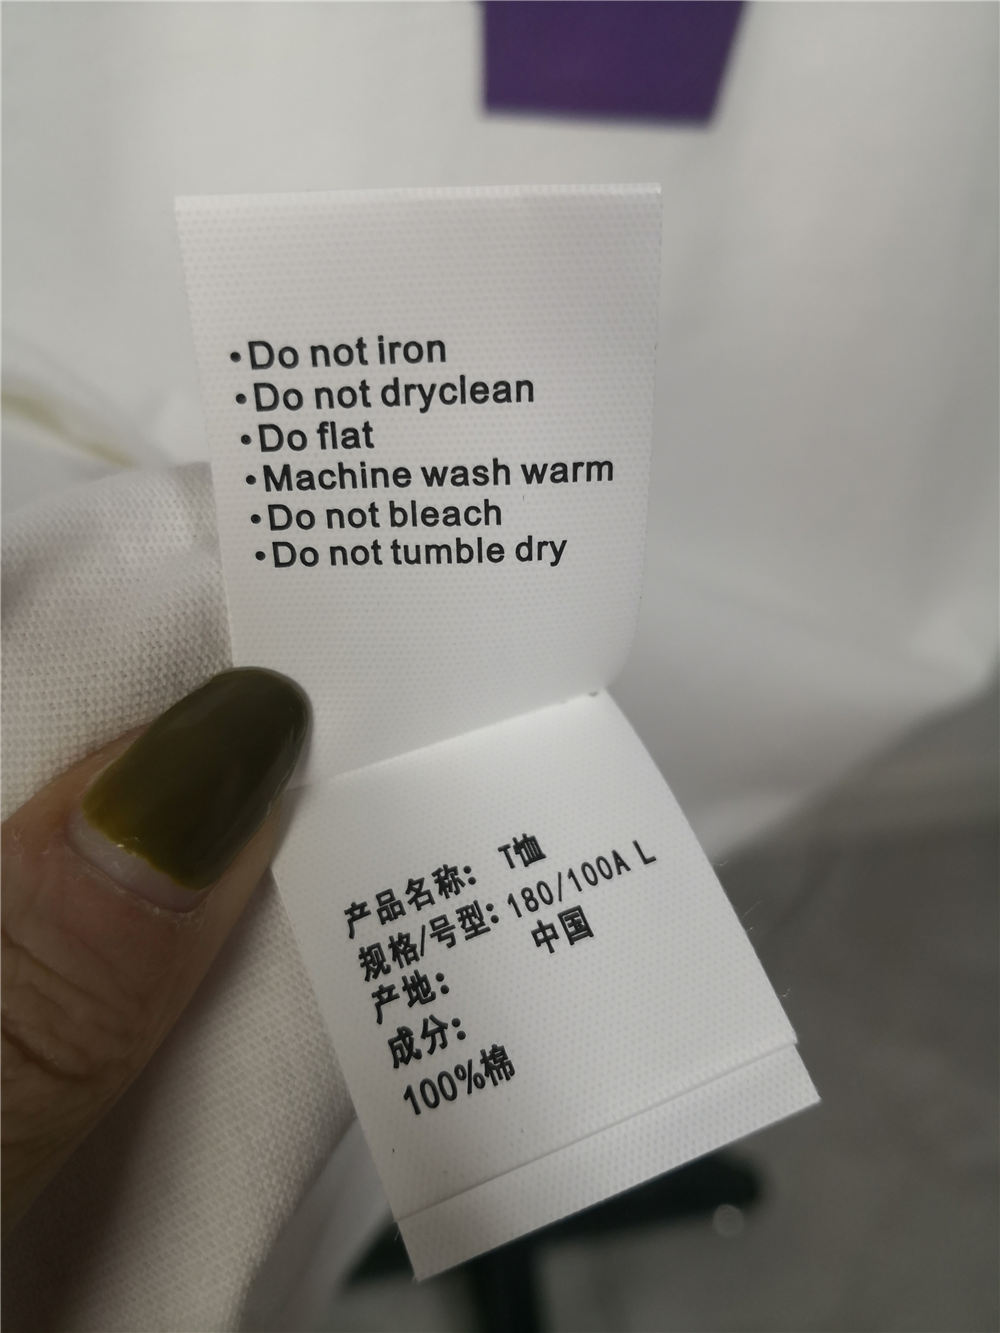 •Do not iron
•Do not dryclean
•Do flat
•Machine wash warm
•Do not bleach
•Do not tumble dry
产品名称： T恤
规格/号型：180/100A L
产地： 中国
成分：
100%棉